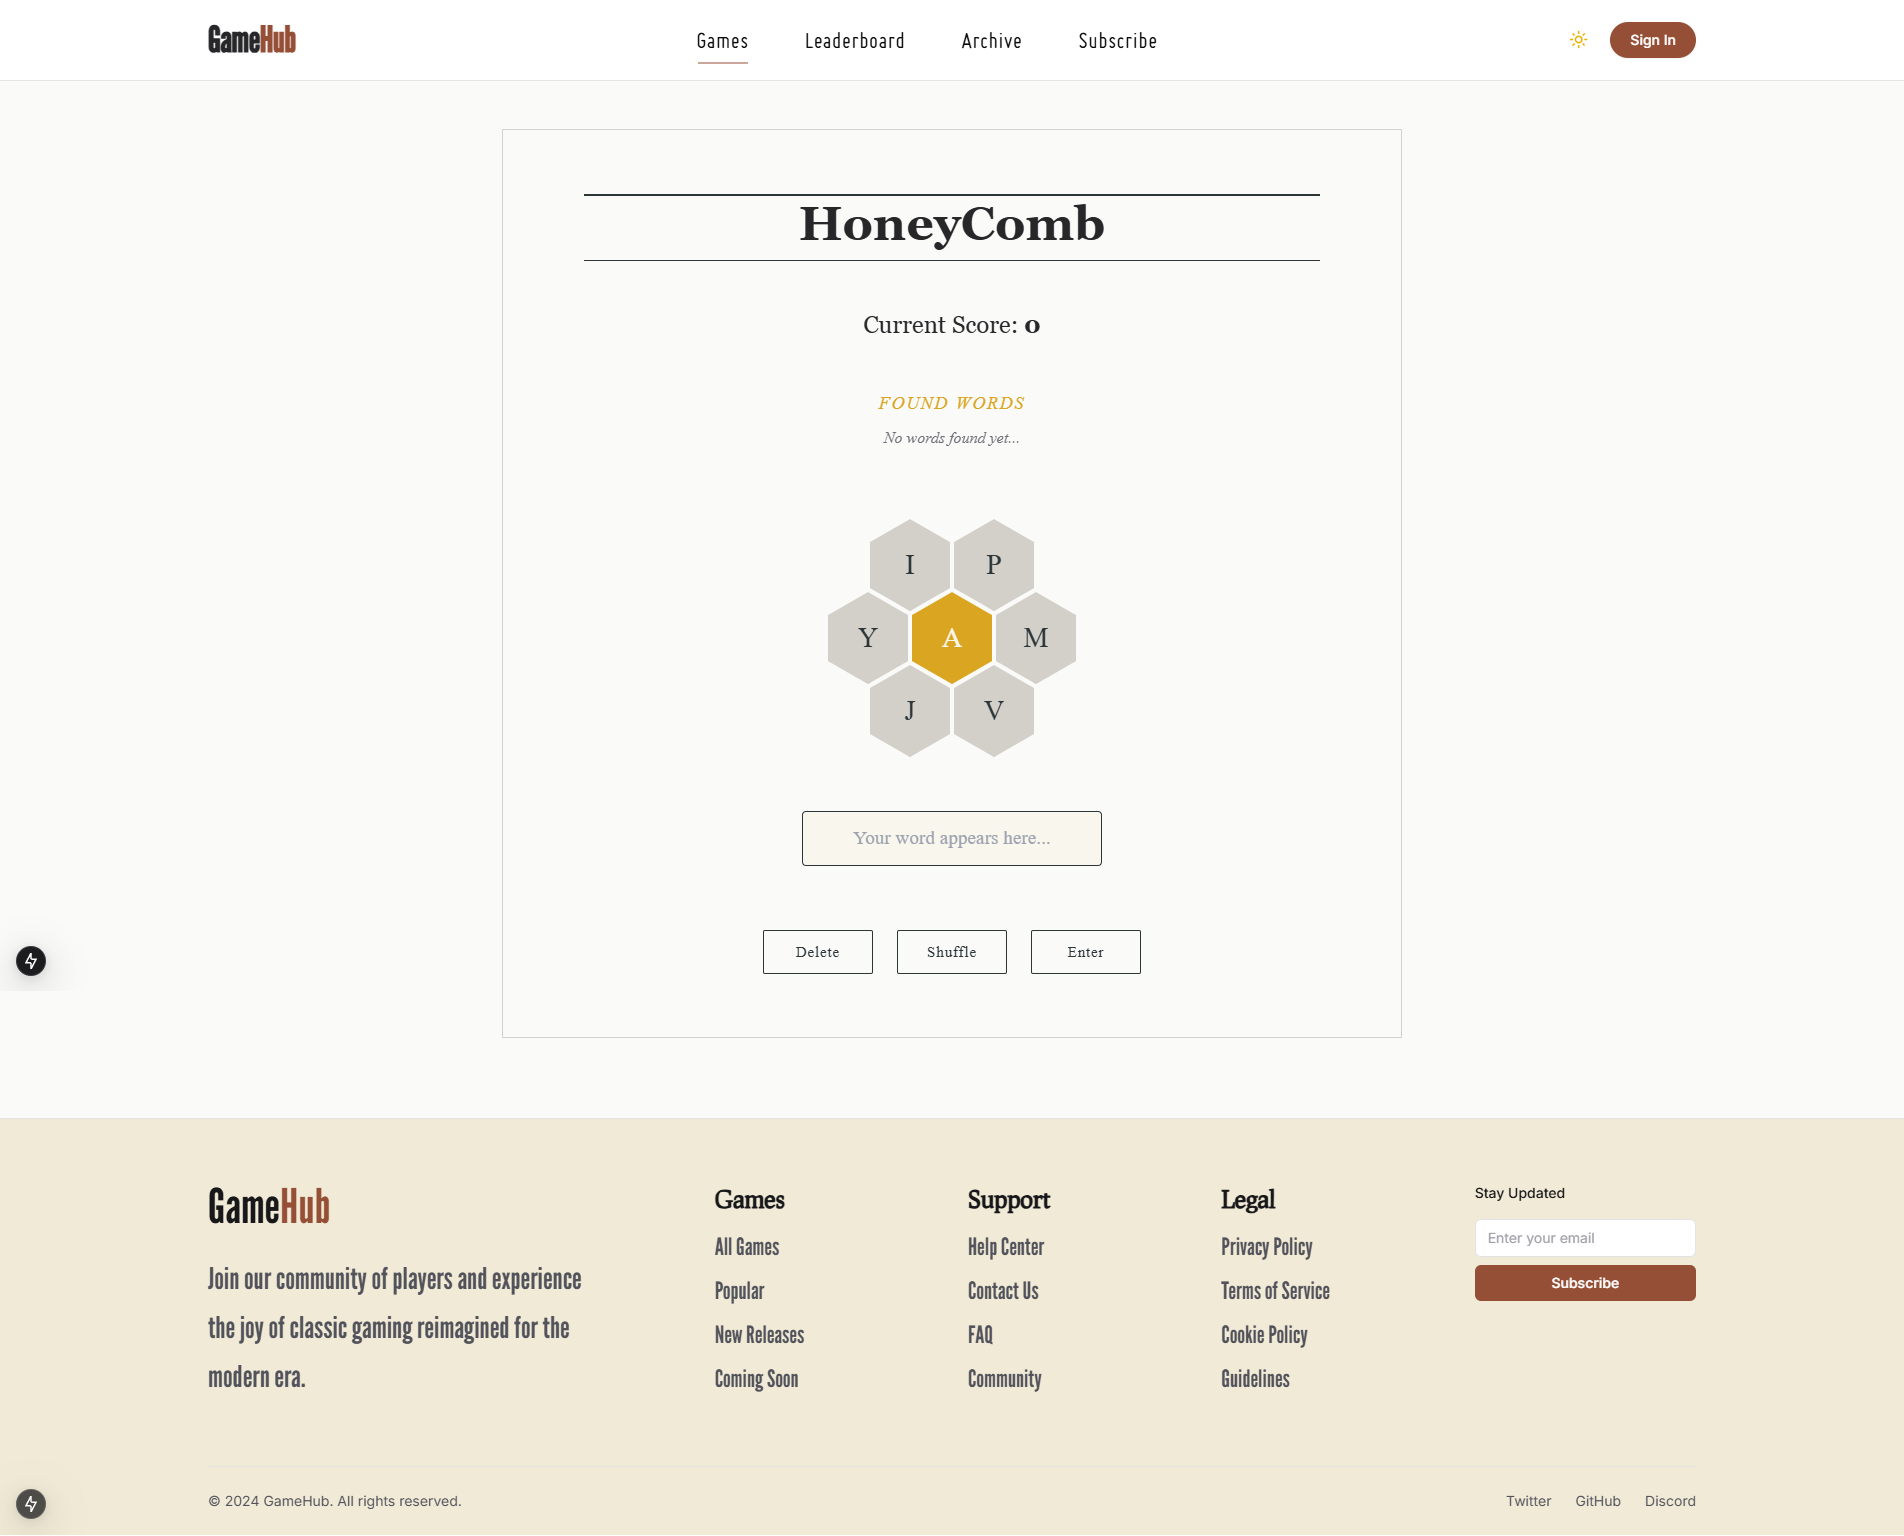 GameHub
Games Leaderboard Archive Subscribe
Sign In
HoneyComb
Current Score: 0
FOUND WORDS
No words found yet...
I P
Y A M
J V
Your word appears here...
Delete Shuffle Enter
GameHub
Join our community of players and experience
the joy of classic gaming reimagined for the
modern era.
Games
All Games
Popular
New Releases
Coming Soon
Support
Help Center
Contact Us
FAQ
Community
Legal
Privacy Policy
Terms of Service
Cookie Policy
Guidelines
Stay Updated
Enter your email
Subscribe
© 2024 GameHub. All rights reserved.
Twitter GitHub Discord